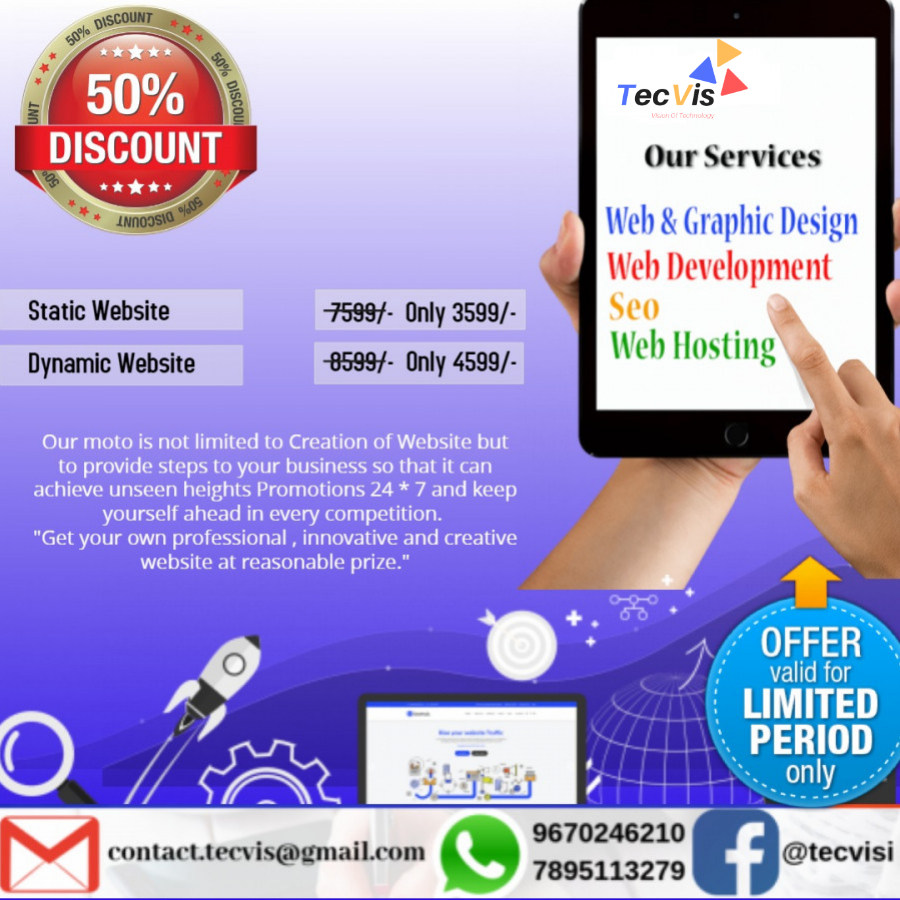 50% DISCOUNT
50% DISCOUNT
50%
DISCOUNT
50% DISCOUNT
TecVis
Vision Of Technology
Our Services
Web & Graphic Design
Web Development
Seo
Web Hosting
Static Website
7599/- Only 3599/-
Dynamic Website
8599/- Only 4599/-
Our moto is not limited to Creation of Website but
to provide steps to your business so that it can
achieve unseen heights Promotions 24 * 7 and keep
yourself ahead in every competition.
"Get your own professional , innovative and creative
website at reasonable prize."
OFFER
valid for
LIMITED
PERIOD
only
contact.tecvis@gmail.com
9670246210
7895113279
@tecvisi